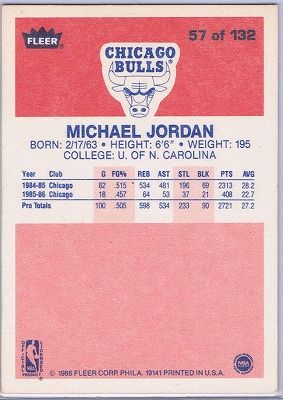 FLEER
57 of 132
CHICAGO
BULLS
MICHAEL JORDAN
BORN: 2/17/63 • HEIGHT: 6'6" • WEIGHT: 195
COLLEGE: U. OF N. CAROLINA
Year Club G FG% REB AST STL BLK PTS AVG
1984-85 Chicago 82 .515 534 481 196 69 2313 28.2
1985-86 Chicago 18 .457 64 53 37 21 408 22.7
Pro Totals 100 .505 598 534 233 90 2721 27.2
NBA
© 1986 FLEER CORP. PHILA. 19141 PRINTED IN U.S.A.